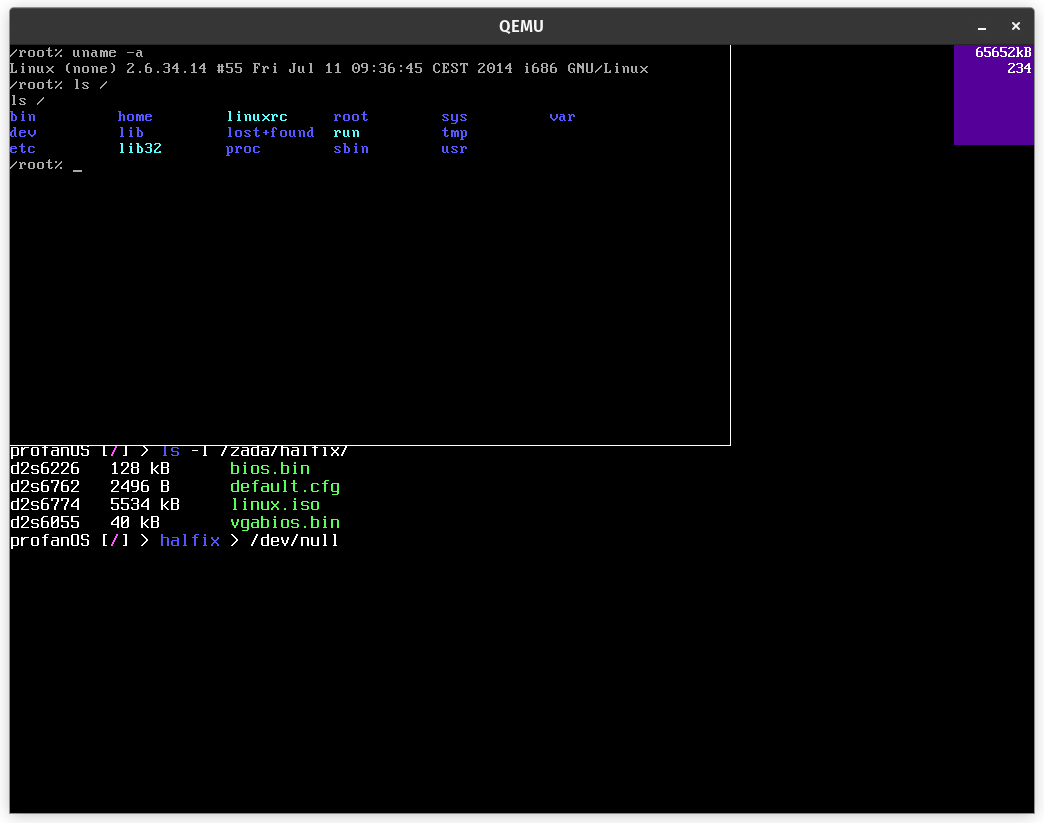 QEMU
/root% uname -a
Linux (none) 2.6.34.14 #55 Fri Jul 11 09:36:45 CEST 2014 i686 GNU/Linux
/root% ls /
ls /
bin home linuxrc root sys var
dev lib lost+found run tmp
etc lib32 proc sbin usr
/root% _
65652kB
234
profanOS [/] > ls -l /zada/halfix/
d2s6226 128 kB bios.bin
d2s6762 2496 B default.cfg
d2s6774 5534 kB linux.iso
d2s6055 40 kB vgabios.bin
profanOS [/] > halfix > /dev/null